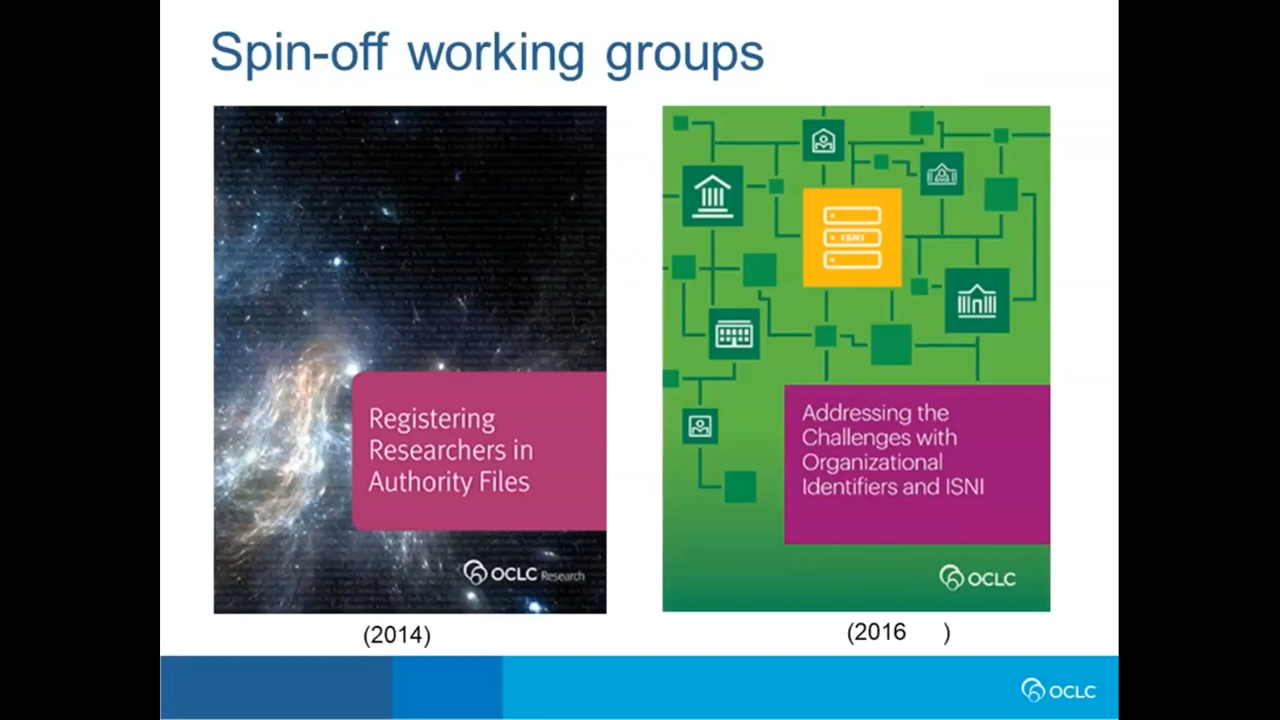 Spin-off working groups
ISNI
Registering
Researchers in
Authority Files
OCLC Research
(2014)
Addressing the
Challenges with
Organizational
Identifiers and ISNI
OCLC
(2016 )
OCLC